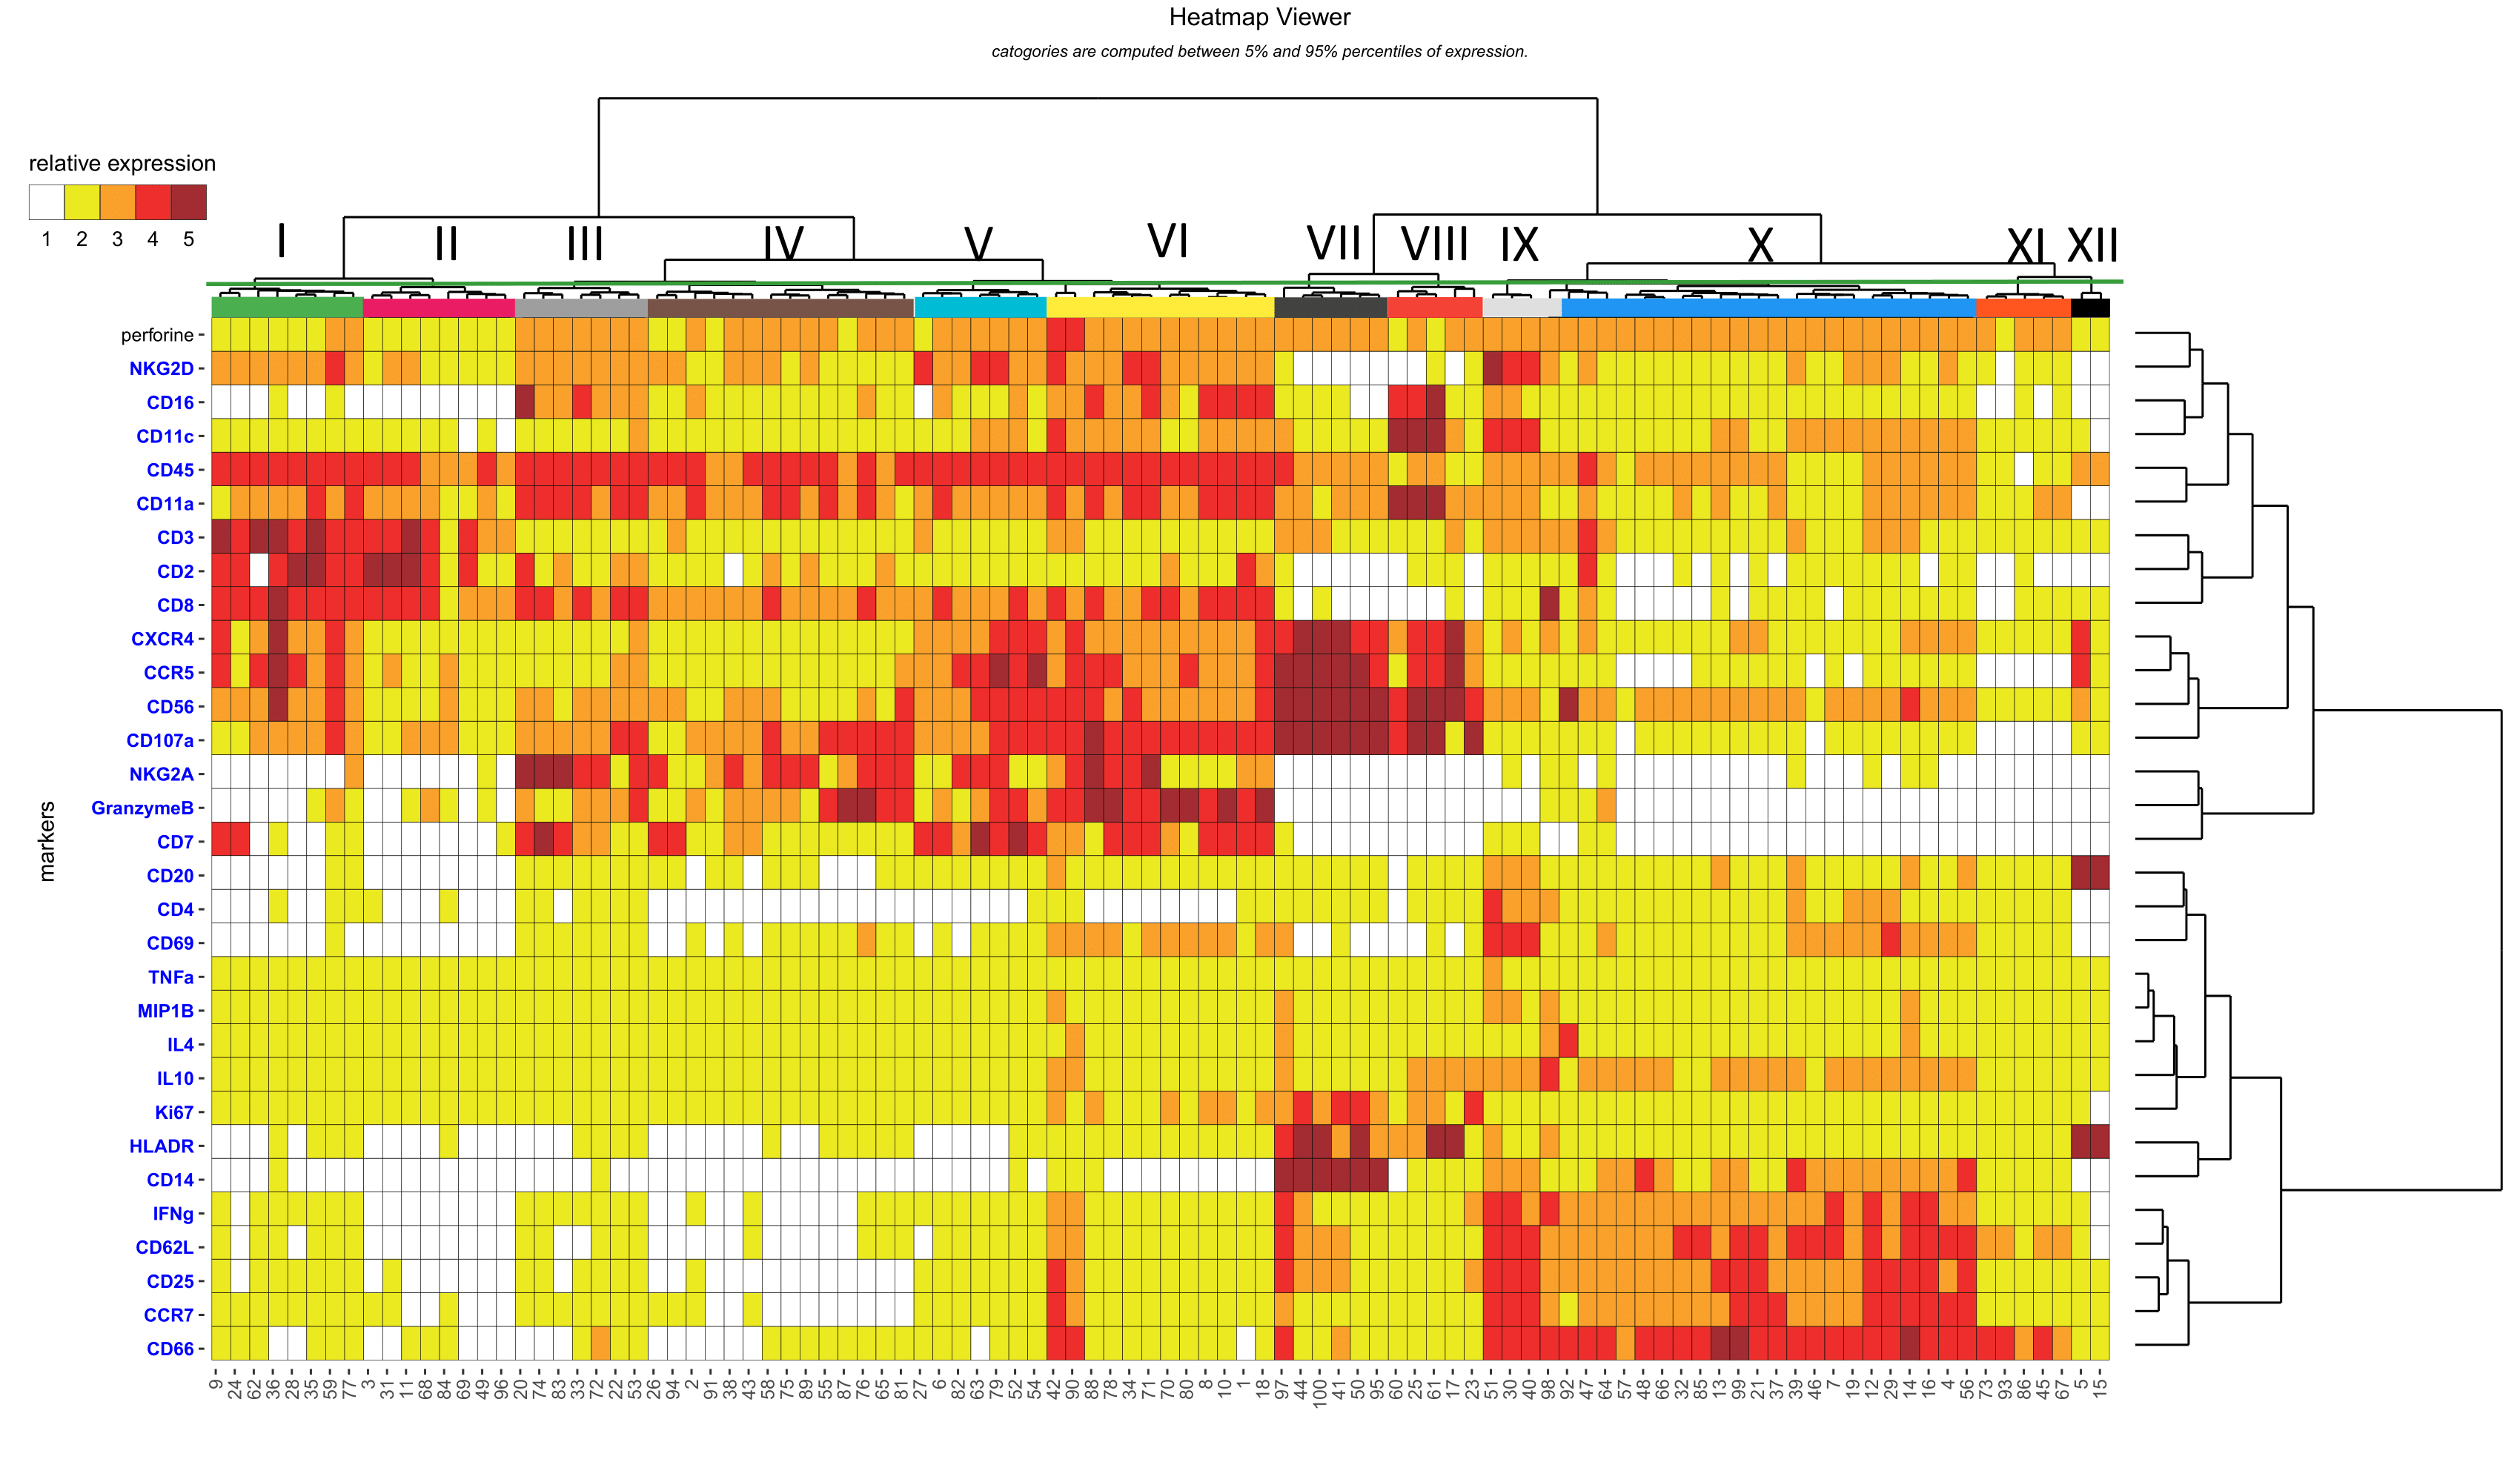 Heatmap Viewer
catogories are computed between 5% and 95% percentiles of expression.
relative expression
1 2 3 4 5
I II III IV V VI VII VIII IX X XI XII
markers
perforine
NKG2D
CD16
CD11c
CD45
CD11a
CD3
CD2
CD8
CXCR4
CCR5
CD56
CD107a
NKG2A
GranzymeB
CD7
CD20
CD4
CD69
TNFa
MIP1B
IL4
IL10
Ki67
HLADR
CD14
IFNg
CD62L
CD25
CCR7
CD66
9 24 62 36 28 35 59 77 3 31 11 68 84 69 49 96 20 74 83 33 72 22 53 26 94 2 91 38 43 58 75 89 55 87 76 65 81 27 6 82 63 79 52 54 42 90 88 78 34 71 70 80 8 10 1 18 97 44 100 41 50 95 60 25 61 17 23 51 30 40 98 92 47 64 57 48 66 32 85 13 99 21 37 39 46 7 19 12 29 14 16 4 56 73 93 86 45 67 5 15